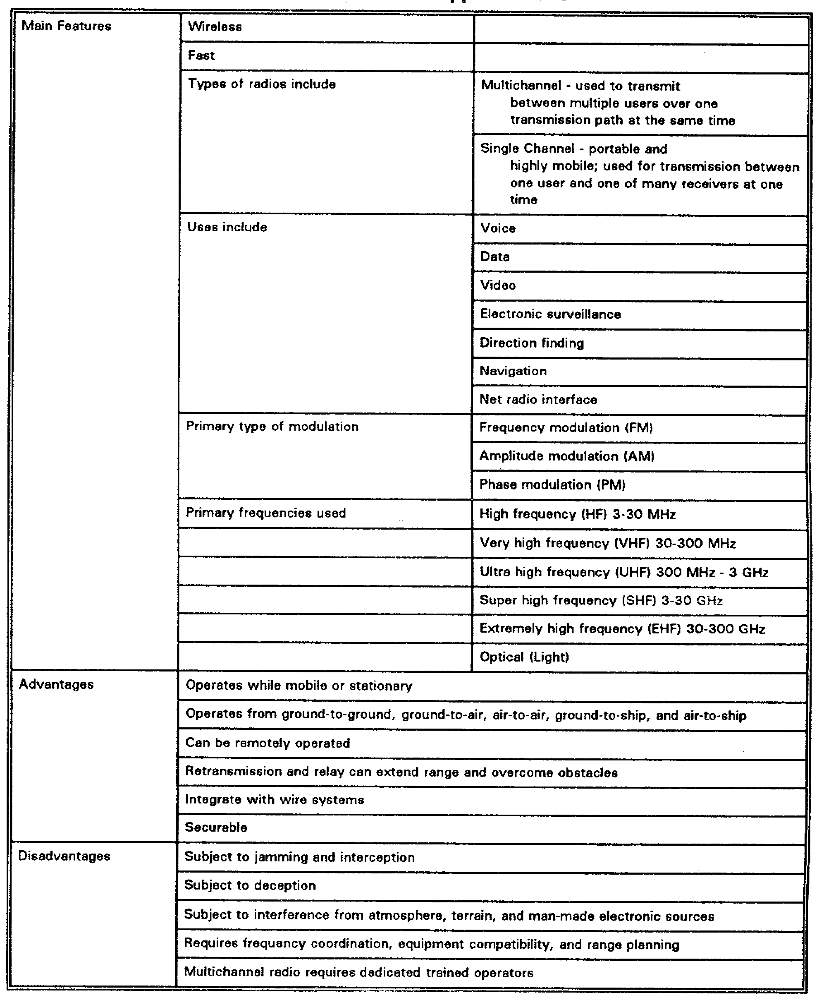 Main Features
Wireless
Fast
Types of radios include
Multichannel - used to transmit
between multiple users over one
transmission path at the same time
Single Channel - portable and
highly mobile; used for transmission between
one user and one of many receivers at one
time
Uses include
Voice
Data
Video
Electronic surveillance
Direction finding
Navigation
Net radio interface
Primary type of modulation
Frequency modulation (FM)
Amplitude modulation (AM)
Phase modulation (PM)
Primary frequencies used
High frequency (HF) 3-30 MHz
Very high frequency (VHF) 30-300 MHz
Ultra high frequency (UHF) 300 MHz - 3 GHz
Super high frequency (SHF) 3-30 GHz
Extremely high frequency (EHF) 30-300 GHz
Optical (Light)
Advantages
Operates while mobile or stationary
Operates from ground-to-ground, ground-to-air, air-to-air, ground-to-ship, and air-to-ship
Can be remotely operated
Retransmission and relay can extend range and overcome obstacles
Integrate with wire systems
Securable
Disadvantages
Subject to jamming and interception
Subject to deception
Subject to interference from atmosphere, terrain, and man-made electronic sources
Requires frequency coordination, equipment compatibility, and range planning
Multichannel radio requires dedicated trained operators